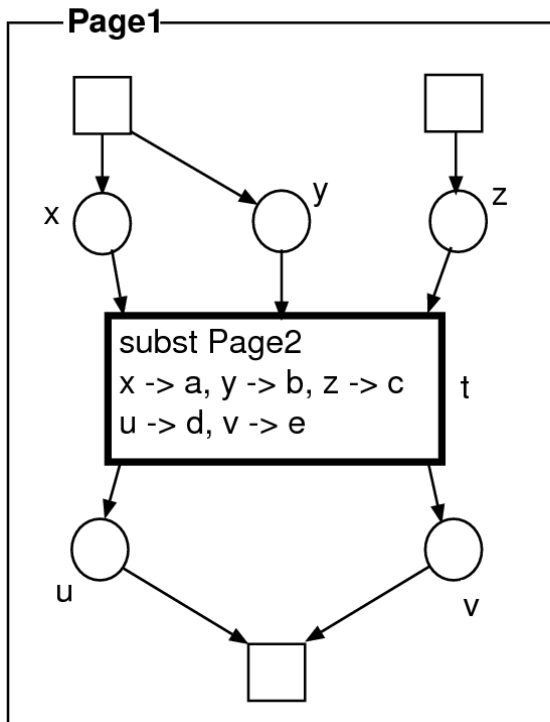 Page1
x
y
z
subst Page2
x -> a, y -> b, z -> c
u -> d, v -> e
t
u
v